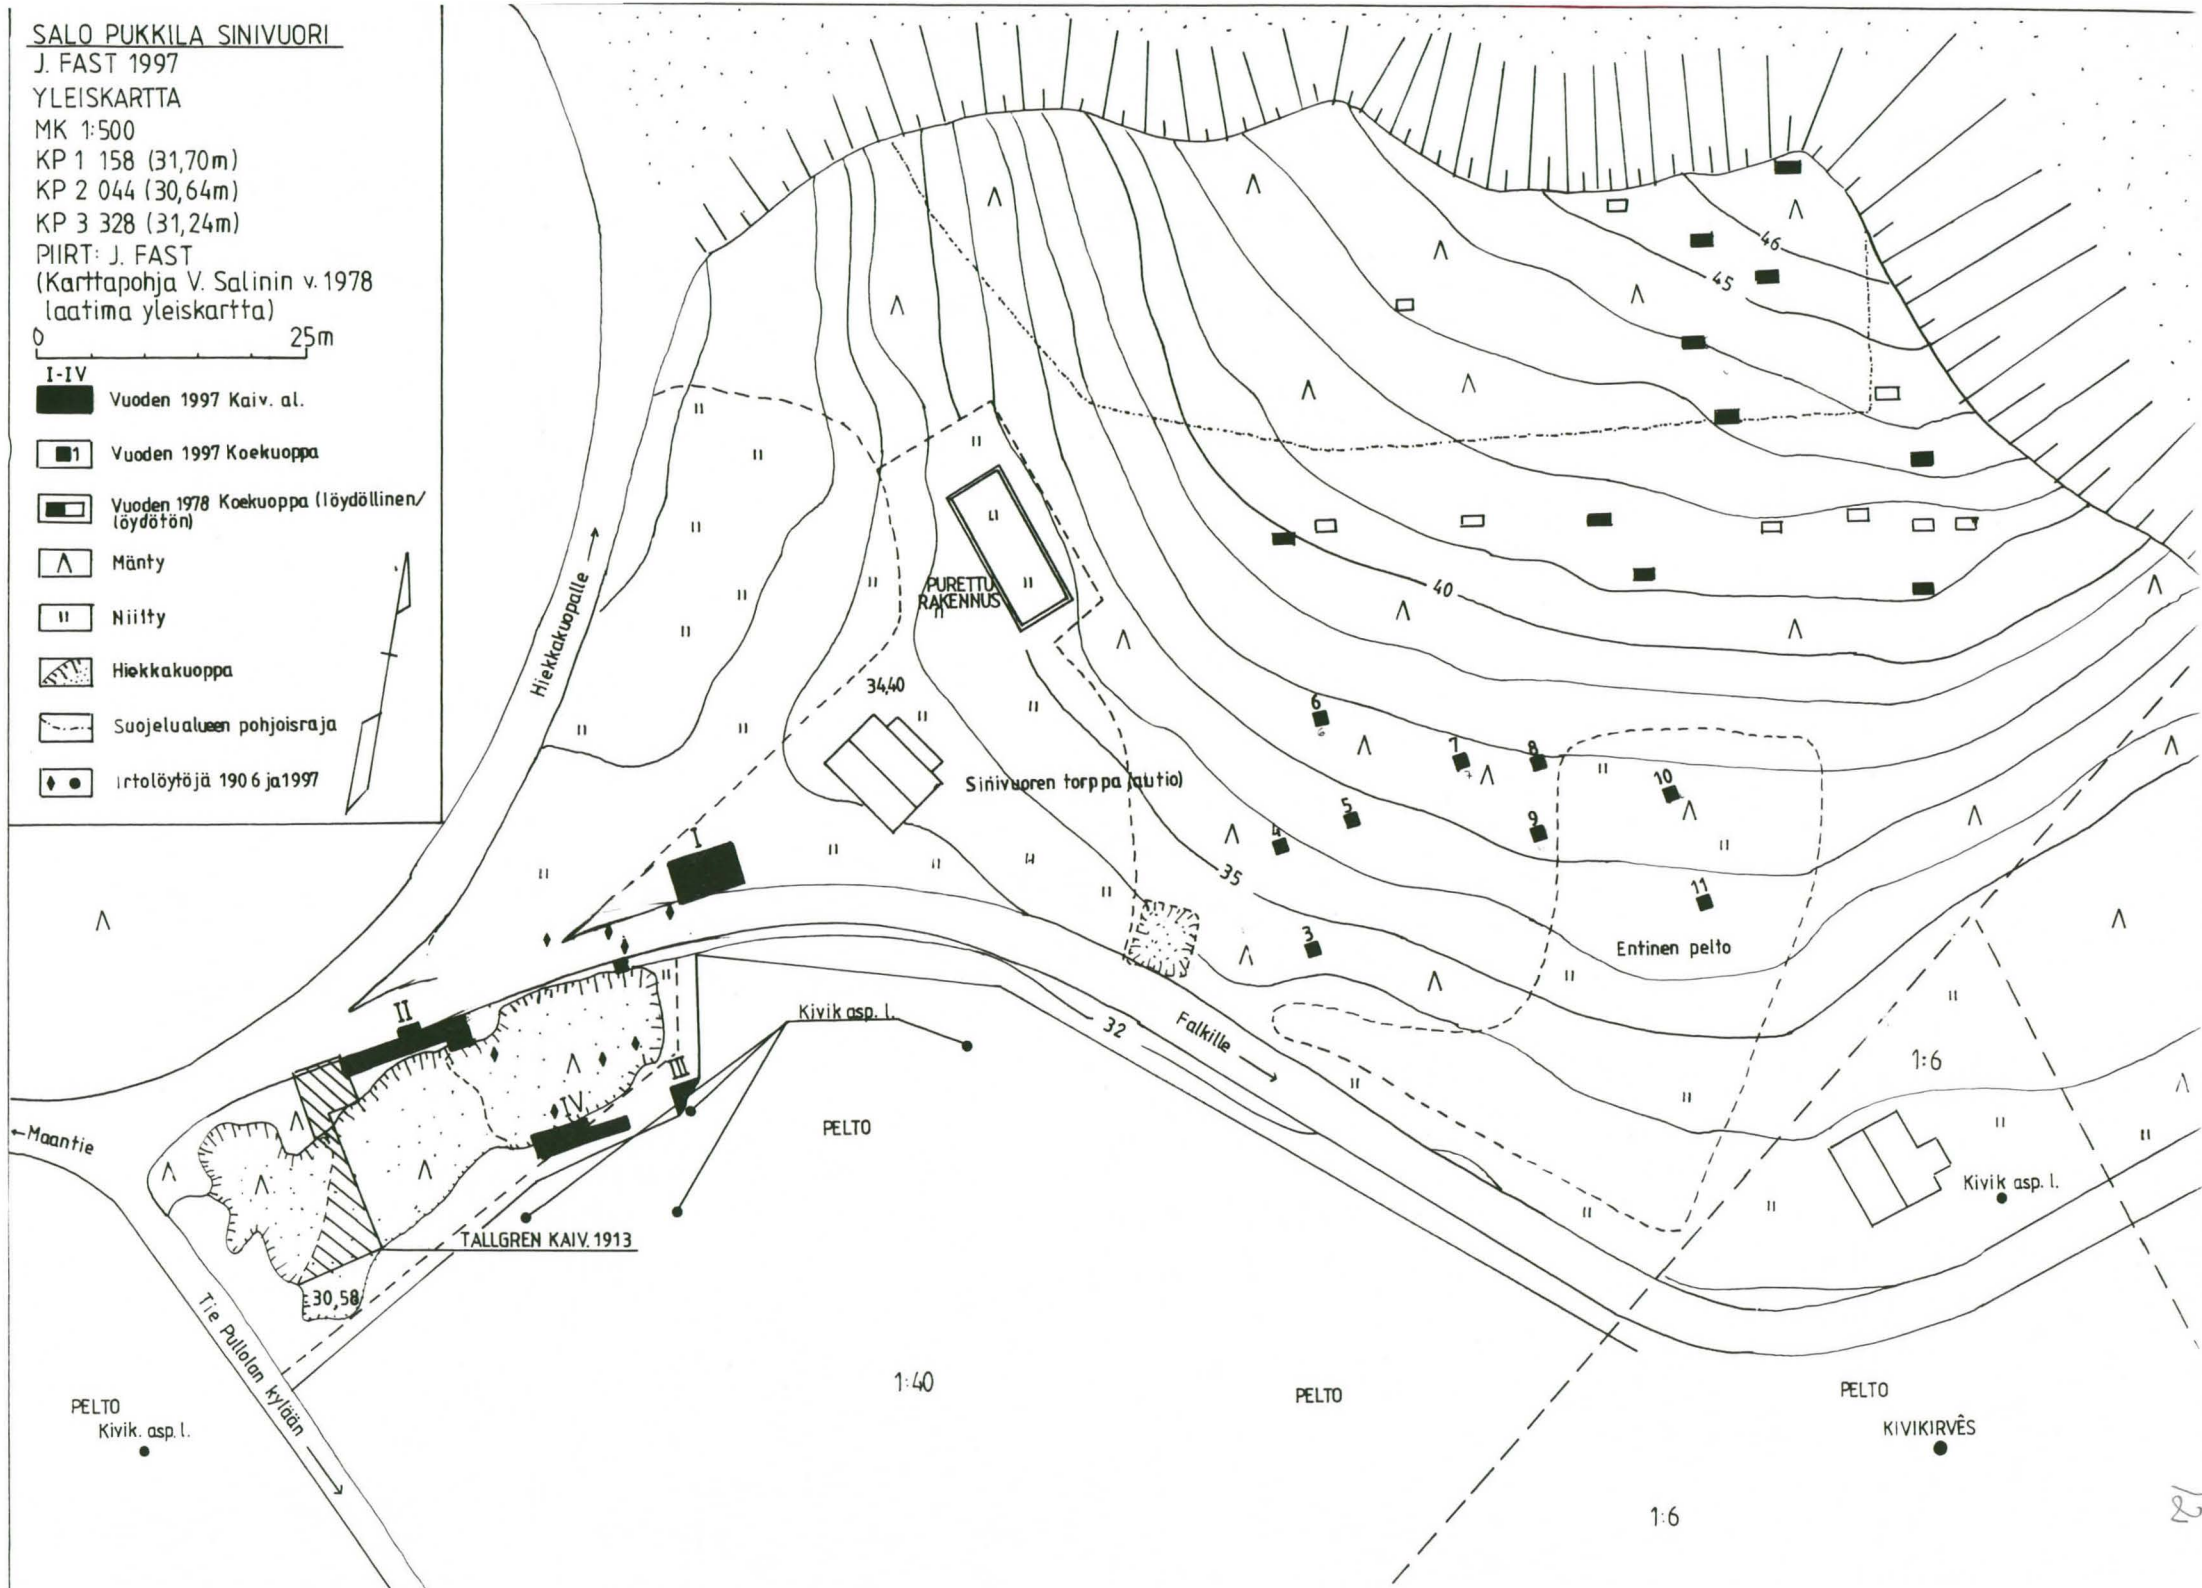 SALO PUKKILA SINIVUORI
J. FAST 1997
YLEISKARTTA
MK 1:500
KP 1 158 (31,70m)
KP 2 044 (30,64m)
KP 3 328 (31,24m)
PIIRT: J. FAST
(Karttapohja V. Salinin v. 1978
laatima yleiskartta)
0 25m
I-IV
Vuoden 1997 Kaiv. al.
1 Vuoden 1997 Koekuoppa
Vuoden 1978 Koekuoppa (löydöllinen/
löydötön)
Mänty
Niitty
Hiekkakuoppa
Suojelualueen pohjoisraja
Irtolöytöjä 1906 ja 1997
46
45
40
Hiekkakuopalle
PURETTU
RAKENNUS
34,40
Sinivuoren torppa (autio)
6
7
8
10
5
4
9
11
3
35
Entinen pelto
I
II
III
IV
Kivik asp. l.
32
Falkille
1:6
←Maantie
PELTO
Kivik asp. l.
TALLGREN KAIV. 1913
30,58
Tie Pullolan kylään
1:40
PELTO
PELTO
PELTO
Kivik. asp. l.
KIVIKIRVÊS
1:6